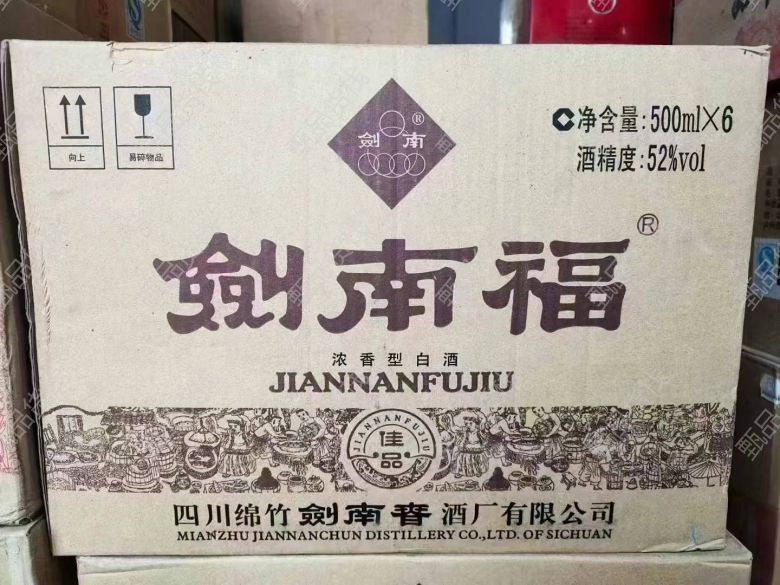 向上
易碎物品
劍南®
净含量:500ml×6
酒精度:52%vol
劍南福®
浓香型白酒
JIANNANFUJIU
JIANNANFUJIU
佳品
四川绵竹劍南春酒厂有限公司
MIANZHU JIANNANCHUN DISTILLERY CO.,LTD. OF SICHUAN